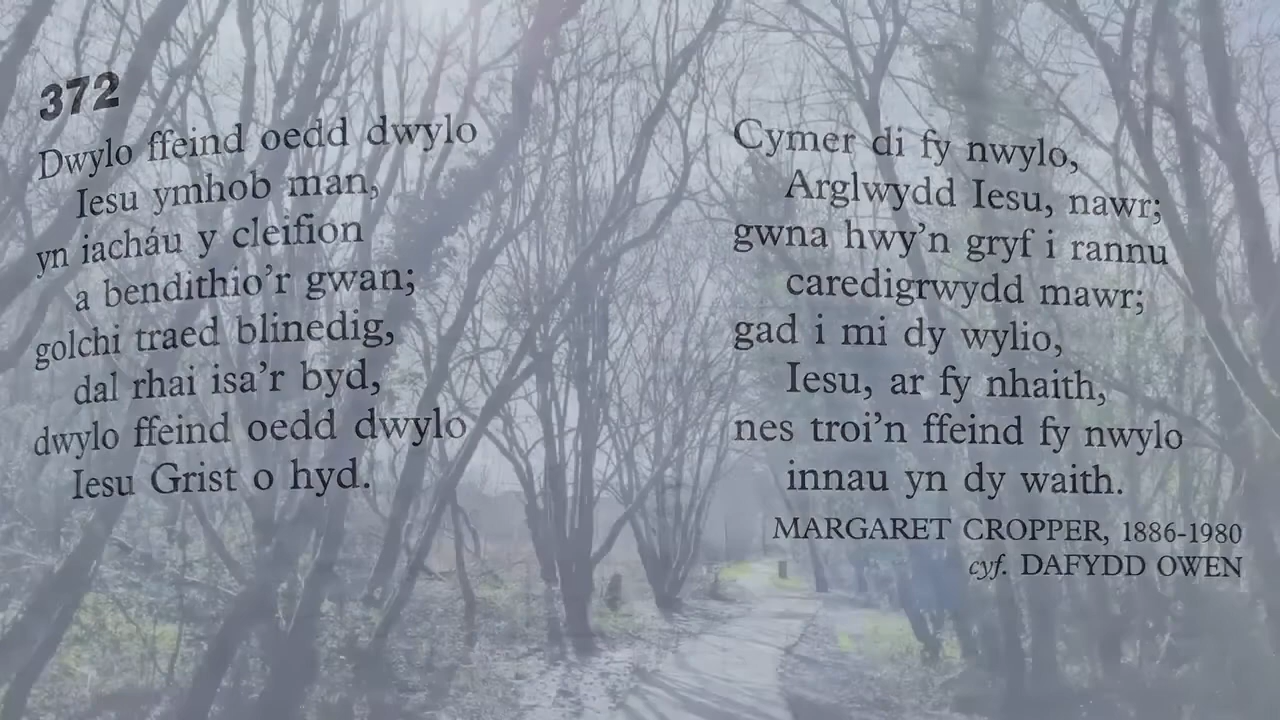 372
Dwylo ffeind oedd dwylo
Iesu ymhob man,
yn iacháu y cleifion
a bendithio'r gwan;
golchi traed blinedig,
dal rhai isa'r byd,
dwylo ffeind oedd dwylo
Iesu Grist o hyd.
Cymer di fy nwylo,
Arglwydd Iesu, nawr;
gwna hwy'n gryf i rannu
caredigrwydd mawr;
gad i mi dy wylio,
Iesu, ar fy nhaith,
nes troi'n ffeind fy nwylo
innau yn dy waith.
MARGARET CROPPER, 1886-1980
cyf. DAFYDD OWEN